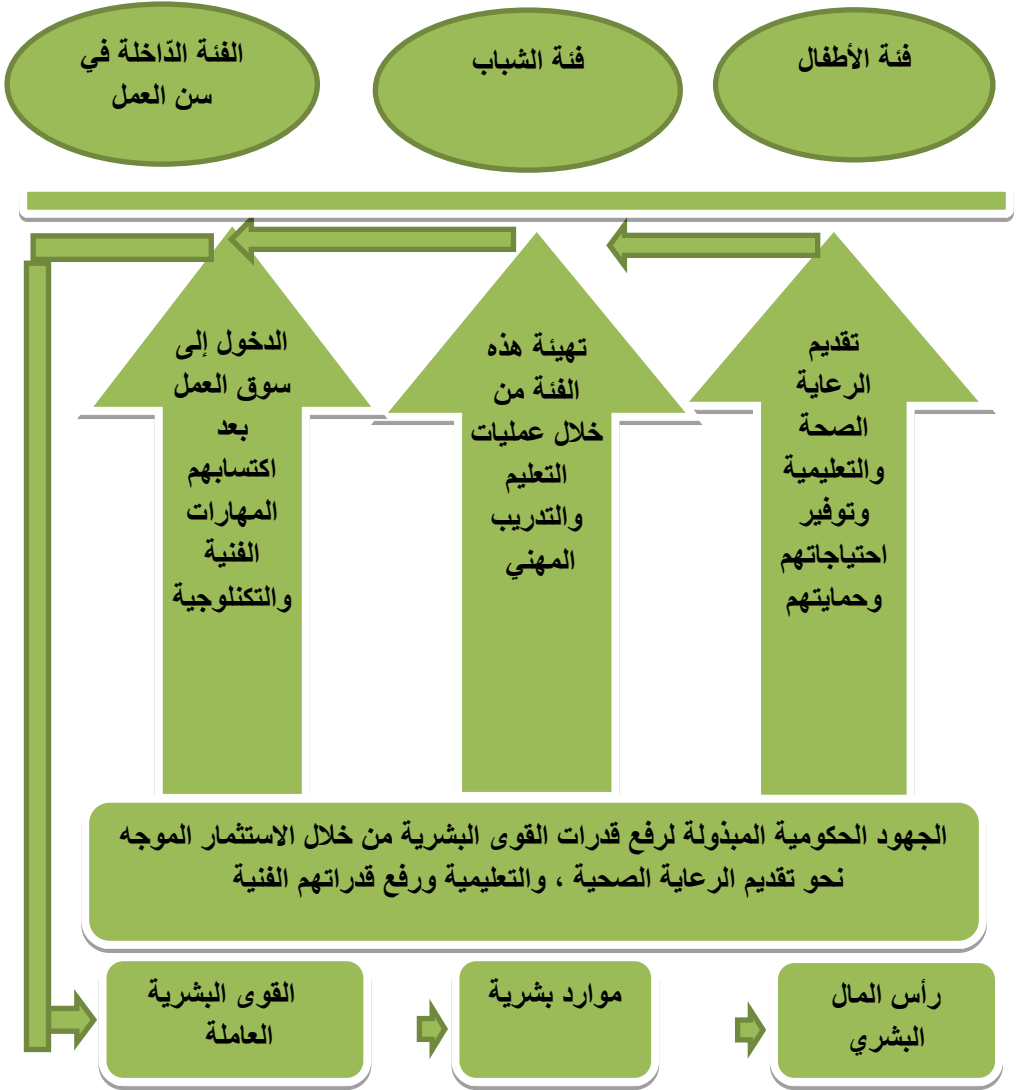 فئة الأطفال
فئة الشباب
الفئة الدّاخلة في
سن العمل
تقديم
الرعاية
الصحة
والتعليمية
وتوفير
احتياجاتهم
وحمايتهم
تهيئة هذه
الفئة من
خلال عمليات
التعليم
والتدريب
المهني
الدخول إلى
سوق العمل
بعد
اكتسابهم
المهارات
الفنية
والتكنلوجية
الجهود الحكومية المبذولة لرفع قدرات القوى البشرية من خلال الاستثمار الموجه
نحو تقديم الرعاية الصحية ، والتعليمية ورفع قدراتهم الفنية
القوى البشرية
العاملة
موارد بشرية
رأس المال
البشري